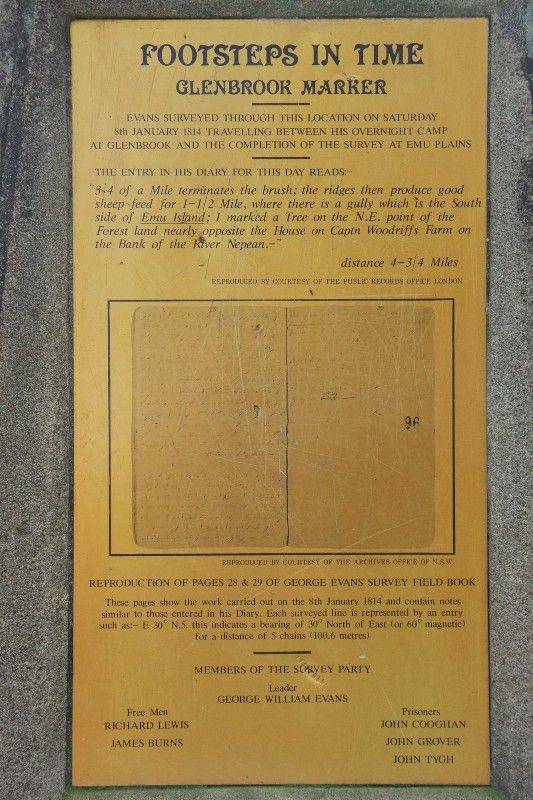 FOOTSTEPS IN TIME
GLENBROOK MARKER
EVANS SURVEYED THROUGH THIS LOCATION ON SATURDAY
8th JANUARY 1814 TRAVELLING BETWEEN HIS OVERNIGHT CAMP
AT GLENBROOK AND THE COMPLETION OF THE SURVEY AT EMU PLAINS
THE ENTRY IN HIS DIARY FOR THIS DAY READS:-
"3/4 of a Mile terminates the brush; the ridges then produce good
sheep feed for 1-1/2 Mile, where there is a gully which is the South
side of Emu Island; I marked a Tree on the N.E. point of the
Forest land nearly opposite the House on Captn Woodriffs Farm on
the Bank of the River Nepean.-"
distance 4-3/4 Miles
REPRODUCED BY COURTESY OF THE PUBLIC RECORDS OFFICE LONDON
96
REPRODUCED BY COURTESY OF THE ARCHIVES OFFICE OF N.S.W.
REPRODUCTION OF PAGES 28 & 29 OF GEORGE EVANS' SURVEY FIELD BOOK
These pages show the work carried out on the 8th January 1814 and contain notes
similar to those entered in his Diary. Each surveyed line is represented by an entry
such as:- E 30° N,5. this indicates a bearing of 30° North of East (or 60° magnetic)
for a distance of 5 chains (100.6 metres)
MEMBERS OF THE SURVEY PARTY
Leader
GEORGE WILLIAM EVANS
Free Men
RICHARD LEWIS
JAMES BURNS
Prisoners
JOHN COOGHAN
JOHN GROVER
JOHN TYGH